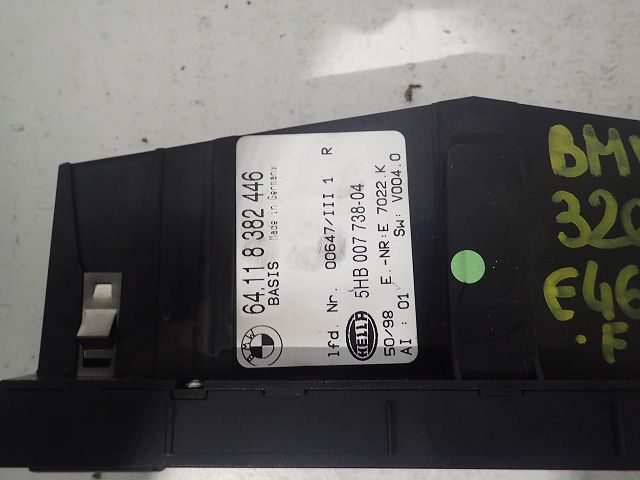 64.11 8 382 446
BASIS Made in Germany
lfd. Nr. 00647/III 1 R
HELLA 5HB 007 738-04
50/98 E.-NR:E 7022.K
AI : 01 SW: V004.0
BMW
BMW
320
E46
.F